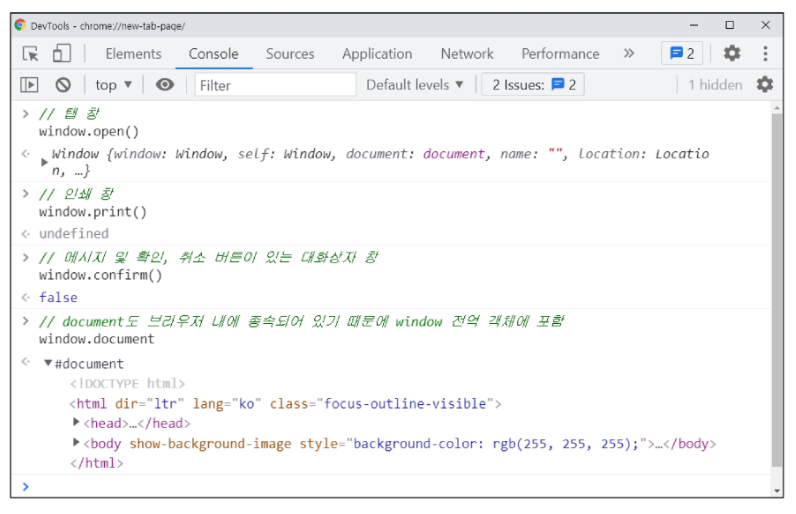 DevTools - chrome://new-tab-page/
Elements Console Sources Application Network Performance » 2
top ▼ Filter Default levels ▼ 2 Issues: 2 1 hidden
> // 탭 창
window.open()
<· ▶ Window {window: Window, self: Window, document: document, name: "", location: Locatio
n, …}
> // 인쇄 창
window.print()
<· undefined
> // 메시지 및 확인, 취소 버튼이 있는 대화상자 창
window.confirm()
<· false
> // document도 브라우저 내에 종속되어 있기 때문에 window 전역 객체에 포함
window.document
<· ▼#document
<!DOCTYPE html>
<html dir="ltr" lang="ko" class="focus-outline-visible">
▶<head>…</head>
▶<body show-background-image style="background-color: rgb(255, 255, 255);">…</body>
</html>
>